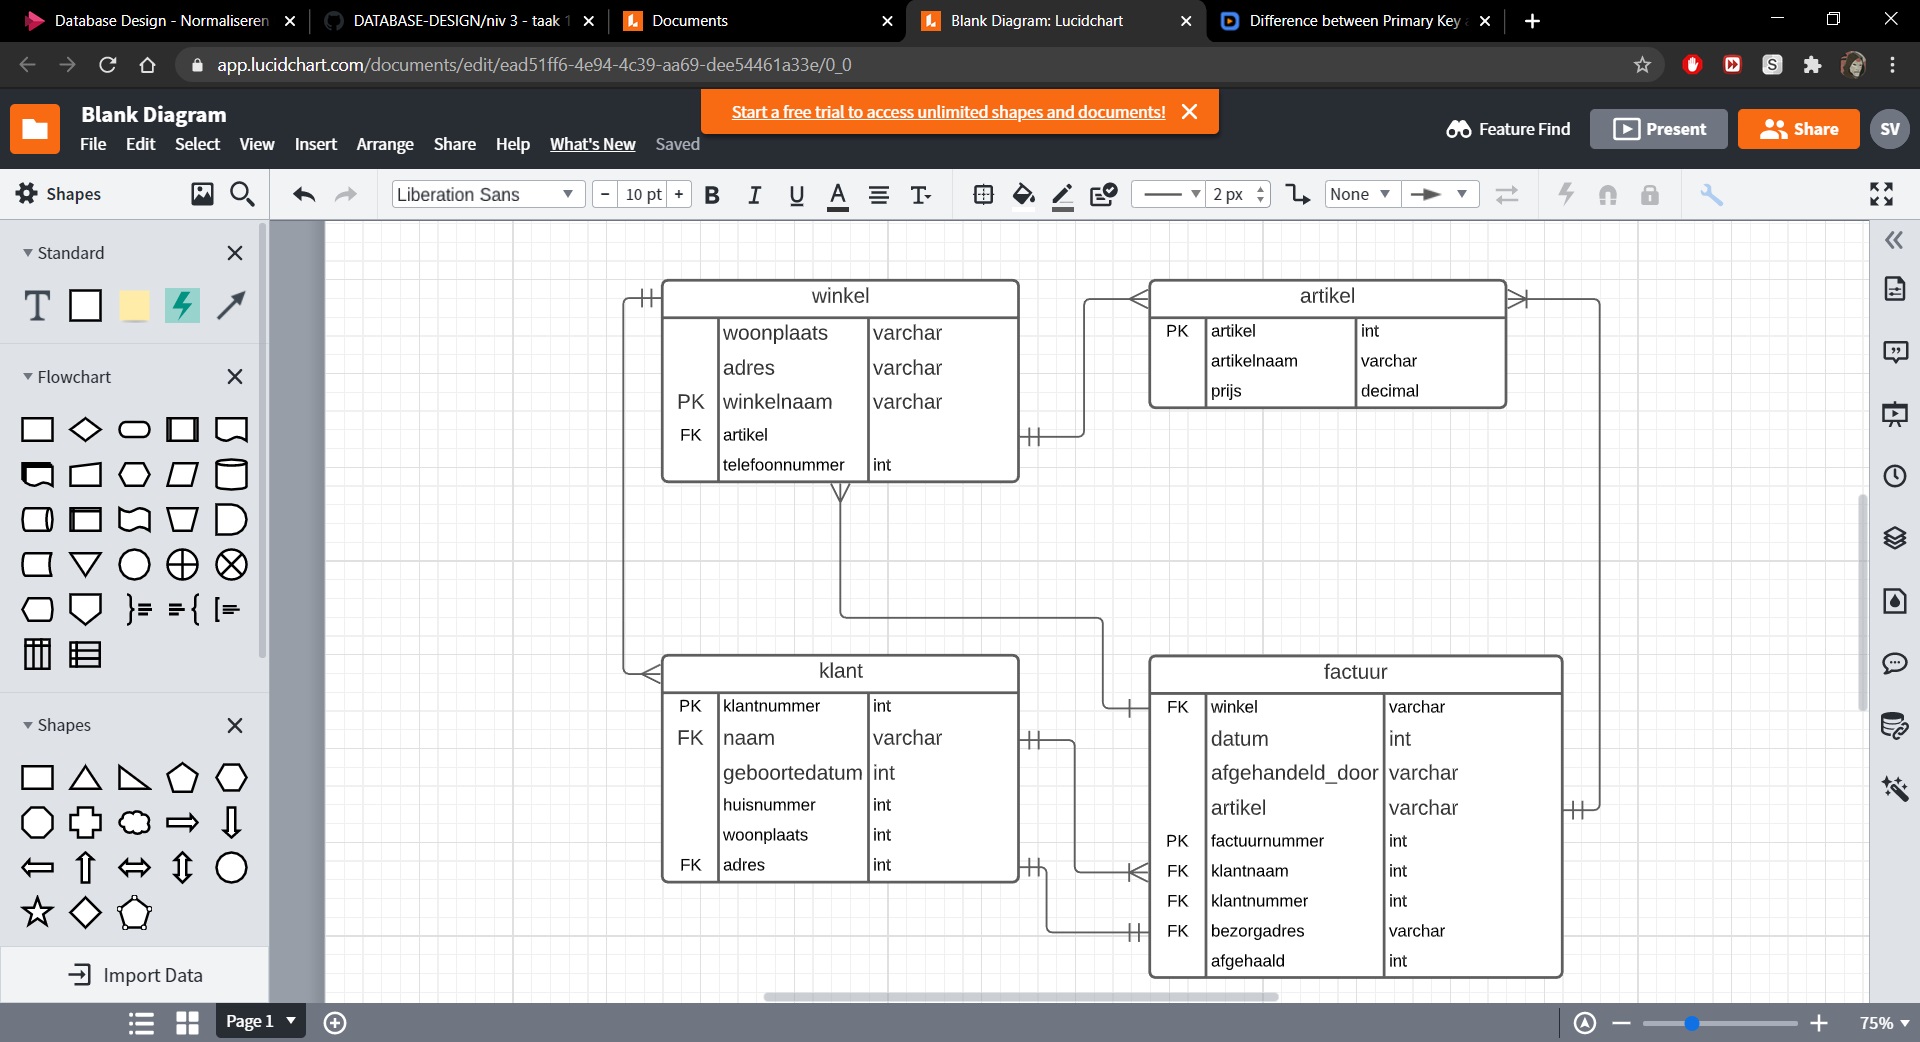 Database Design - Normaliseren
DATABASE-DESIGN/niv 3 - taak 1
Documents
Blank Diagram: Lucidchart
Difference between Primary Key a
app.lucidchart.com/documents/edit/ead51ff6-4e94-4c39-aa69-dee54461a33e/0_0
Blank Diagram
Start a free trial to access unlimited shapes and documents!
File Edit Select View Insert Arrange Share Help What's New Saved
Feature Find
Present
Share
SV
Shapes
Liberation Sans
- 10 pt +
B I U A T
2 px
None
Standard
T
Flowchart
Shapes
Import Data
winkel
woonplaats varchar
adres varchar
PK winkelnaam varchar
FK artikel
telefoonnummer int
artikel
PK artikel int
artikelnaam varchar
prijs decimal
klant
PK klantnummer int
FK naam varchar
geboortedatum int
huisnummer int
woonplaats int
FK adres int
factuur
FK winkel varchar
datum int
afgehandeld_door varchar
artikel varchar
PK factuurnummer int
FK klantnaam int
FK klantnummer int
FK bezorgadres varchar
afgehaald int
Page 1
75%